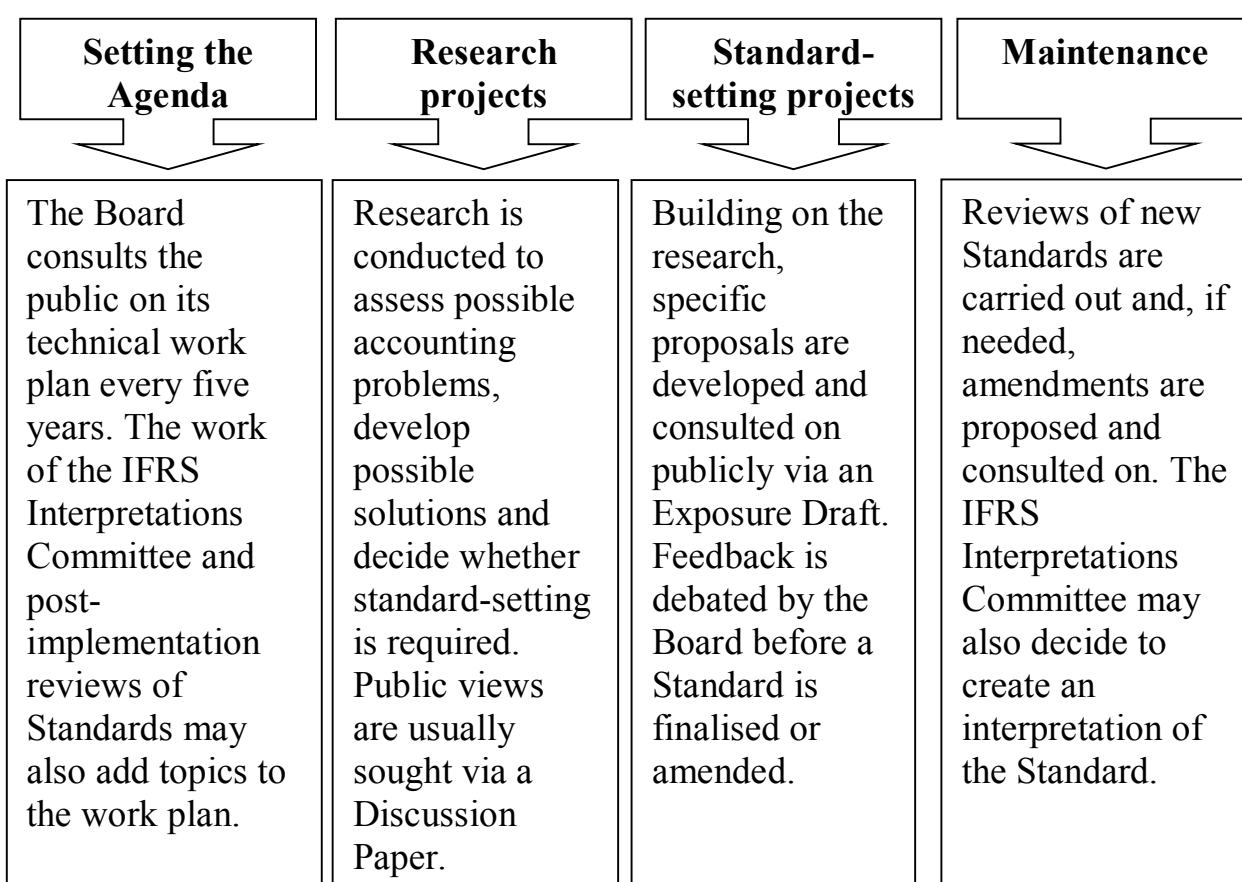 Setting the
Agenda
The Board
consults the
public on its
technical work
plan every five
years. The work
of the IFRS
Interpretations
Committee and
post-
implementation
reviews of
Standards may
also add topics to
the work plan.
Research
projects
Research is
conducted to
assess possible
accounting
problems,
develop
possible
solutions and
decide whether
standard-setting
is required.
Public views
are usually
sought via a
Discussion
Paper.
Standard-
setting projects
Building on the
research,
specific
proposals are
developed and
consulted on
publicly via an
Exposure Draft.
Feedback is
debated by the
Board before a
Standard is
finalised or
amended.
Maintenance
Reviews of new
Standards are
carried out and, if
needed,
amendments are
proposed and
consulted on. The
IFRS
Interpretations
Committee may
also decide to
create an
interpretation of
the Standard.